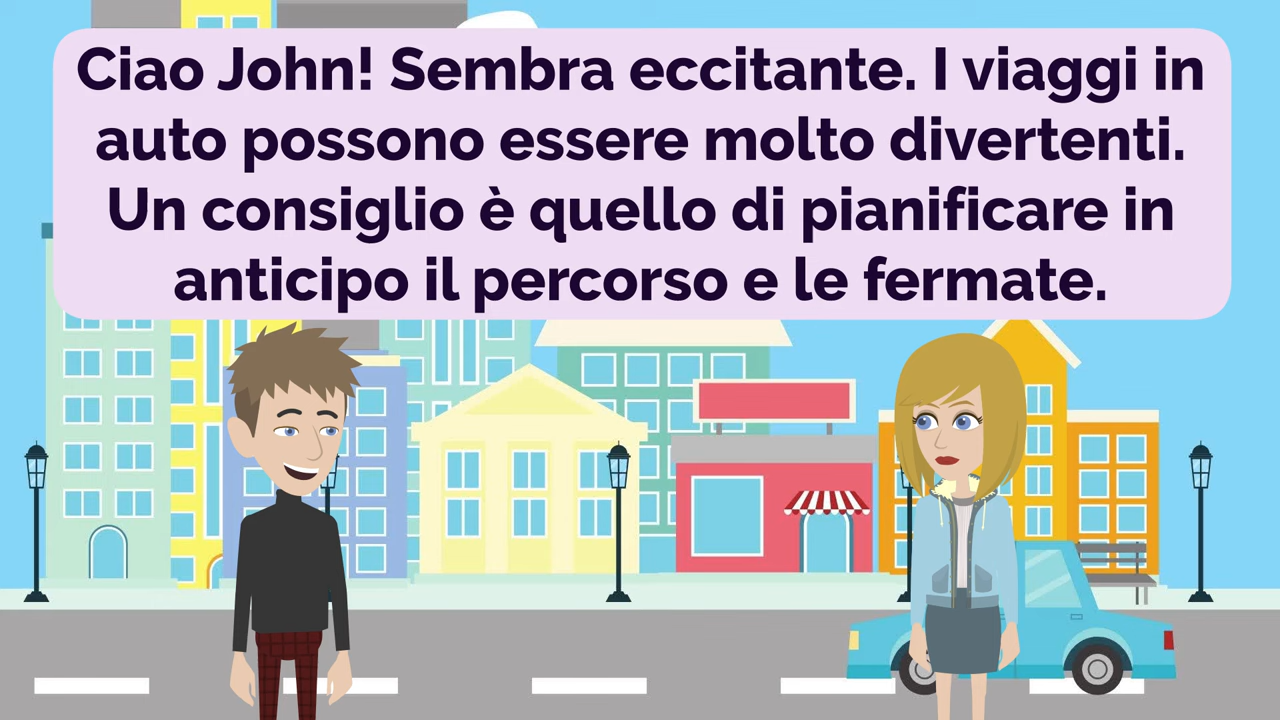 Ciao John! Sembra eccitante. I viaggi in
auto possono essere molto divertenti.
Un consiglio è quello di pianificare in
anticipo il percorso e le fermate.